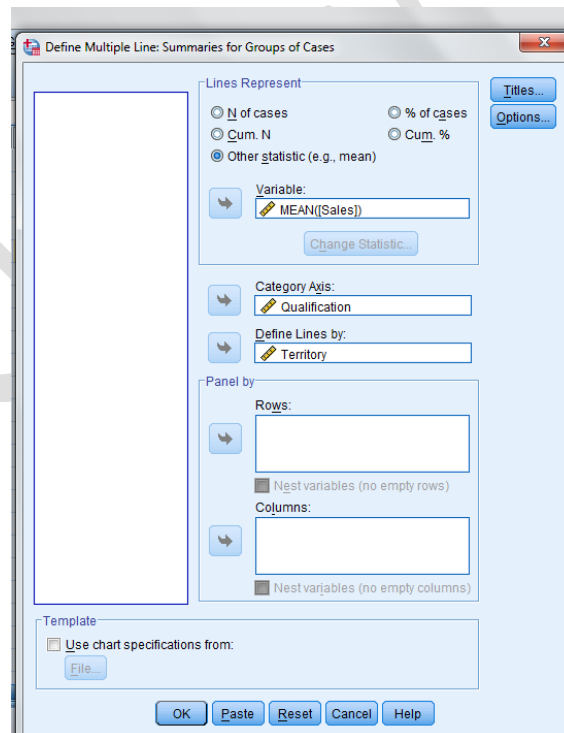 Define Multiple Line: Summaries for Groups of Cases
Lines Represent
N of cases
% of cases
Cum. N
Cum. %
Other statistic (e.g., mean)
Variable:
MEAN([Sales])
Change Statistic...
Category Axis:
Qualification
Define Lines by:
Territory
Panel by
Rows:
Nest variables (no empty rows)
Columns:
Nest variables (no empty columns)
Titles...
Options...
Template
Use chart specifications from:
File...
OK Paste Reset Cancel Help